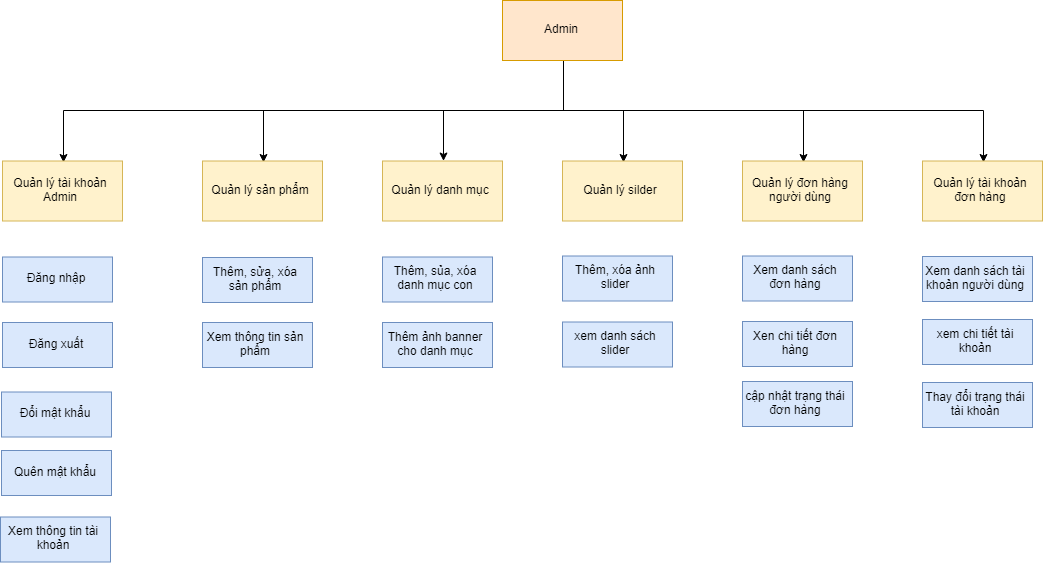 Admin
Quản lý tài khoản
Admin
Quản lý sản phẩm
Quản lý danh mục
Quản lý silder
Quản lý đơn hàng
người dùng
Quản lý tài khoản
đơn hàng
Đăng nhập
Thêm, sửa, xóa
sản phẩm
Thêm, sủa, xóa
danh mục con
Thêm, xóa ảnh
slider
Xem danh sách
đơn hàng
Xem danh sách tài
khoản người dùng
Đăng xuất
Xem thông tin sản
phẩm
Thêm ảnh banner
cho danh mục
xem danh sách
slider
Xen chi tiết đơn
hàng
xem chi tiết tài
khoản
Đổi mật khẩu
cập nhật trạng thái
đơn hàng
Thay đổi trạng thái
tài khoản
Quên mật khẩu
Xem thông tin tài
khoản